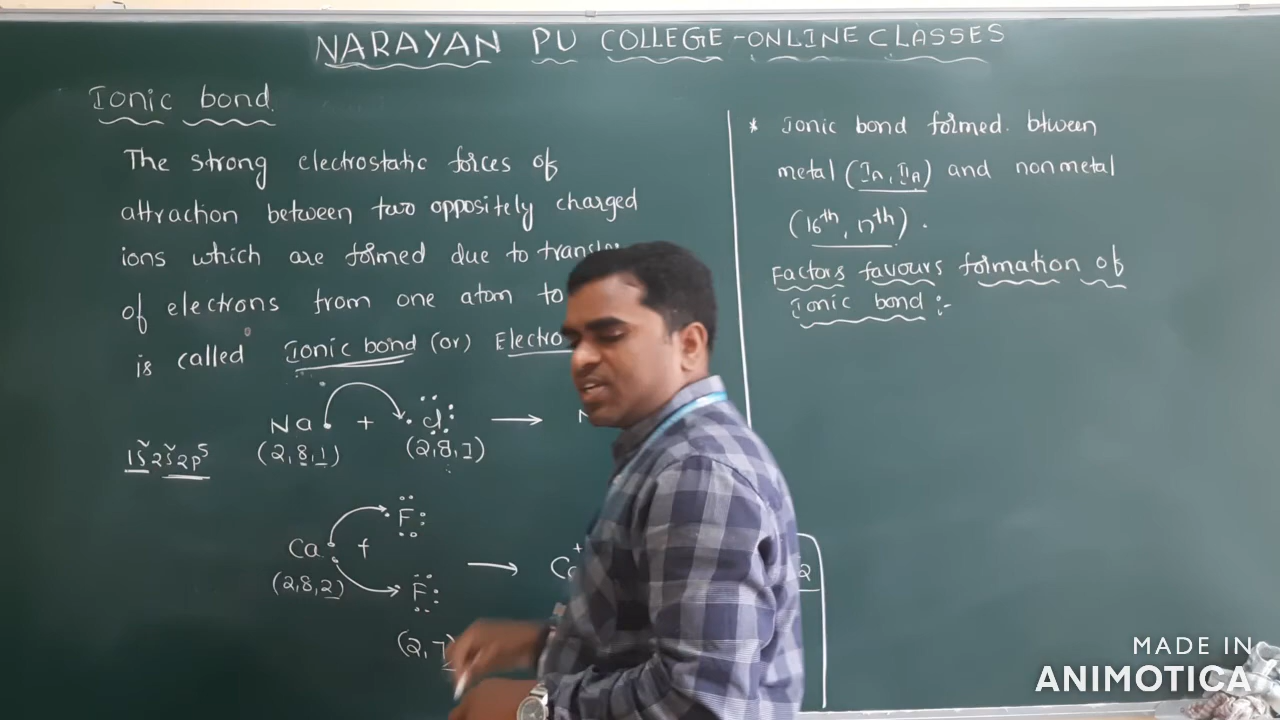 NARAYAN PU COLLEGE-ONLINE CLASSES
Ionic bond
The strong electrostatic forces of
attraction between two oppositely charged
ions which are formed due to
of electrons from one atom to
is called Ionic bond (or)
Na + Cl →
(2,8,1) (2,8,7)
1s² 2s² 2p⁵
F
Ca + →
(2,8,2) F
(2,7)
2
* Ionic bond formed. btween
metal (IA, IIA) and nonmetal
(16th, 17th).
Factors favours formation of
Ionic bond :-
MADE IN
ANIMOTICA